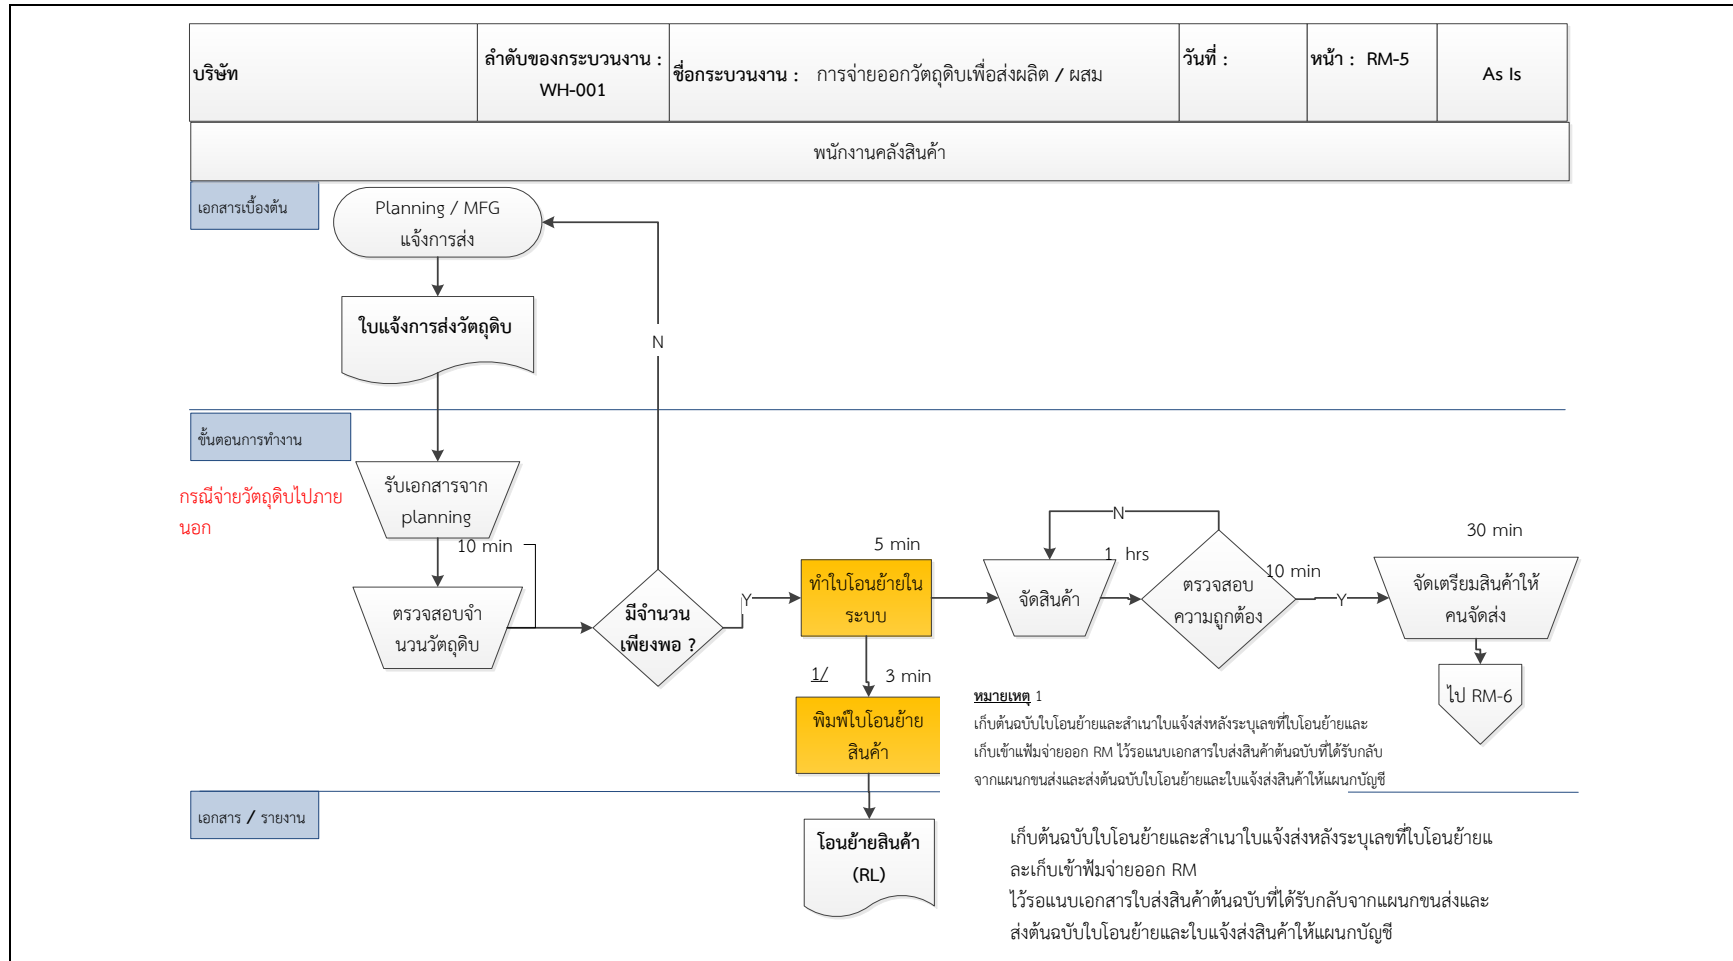 บริษัท
ลำดับของกระบวนงาน :
WH-001
ชื่อกระบวนงาน : การจ่ายออกวัตถุดิบเพื่อส่งผลิต / ผสม
วันที่ :
หน้า : RM-5
As Is
พนักงานคลังสินค้า
เอกสารเบื้องต้น
Planning / MFG
แจ้งการส่ง
ใบแจ้งการส่งวัตถุดิบ
N
ขั้นตอนการทำงาน
กรณีจ่ายวัตถุดิบไปภาย
นอก
รับเอกสารจาก
planning
10 min
ตรวจสอบจำ
นวนวัตถุดิบ
มีจำนวน
เพียงพอ ?
Y
5 min
ทำใบโอนย้ายใน
ระบบ
1/
3 min
พิมพ์ใบโอนย้าย
สินค้า
จัดสินค้า
N
1 hrs
ตรวจสอบ
ความถูกต้อง
10 min
Y
30 min
จัดเตรียมสินค้าให้
คนจัดส่ง
ไป RM-6
หมายเหตุ 1
เก็บต้นฉบับใบโอนย้ายและสำเนาใบแจ้งส่งหลังระบุเลขที่ใบโอนย้ายและ
เก็บเข้าแฟ้มจ่ายออก RM ไว้รอแนบเอกสารใบส่งสินค้าต้นฉบับที่ได้รับกลับ
จากแผนกขนส่งและส่งต้นฉบับใบโอนย้ายและใบแจ้งส่งสินค้าให้แผนกบัญชี
เอกสาร / รายงาน
โอนย้ายสินค้า
(RL)
เก็บต้นฉบับใบโอนย้ายและสำเนาใบแจ้งส่งหลังระบุเลขที่ใบโอนย้ายแ
ละเก็บเข้าฟ้มจ่ายออก RM
ไว้รอแนบเอกสารใบส่งสินค้าต้นฉบับที่ได้รับกลับจากแผนกขนส่งและ
ส่งต้นฉบับใบโอนย้ายและใบแจ้งส่งสินค้าให้แผนกบัญชี